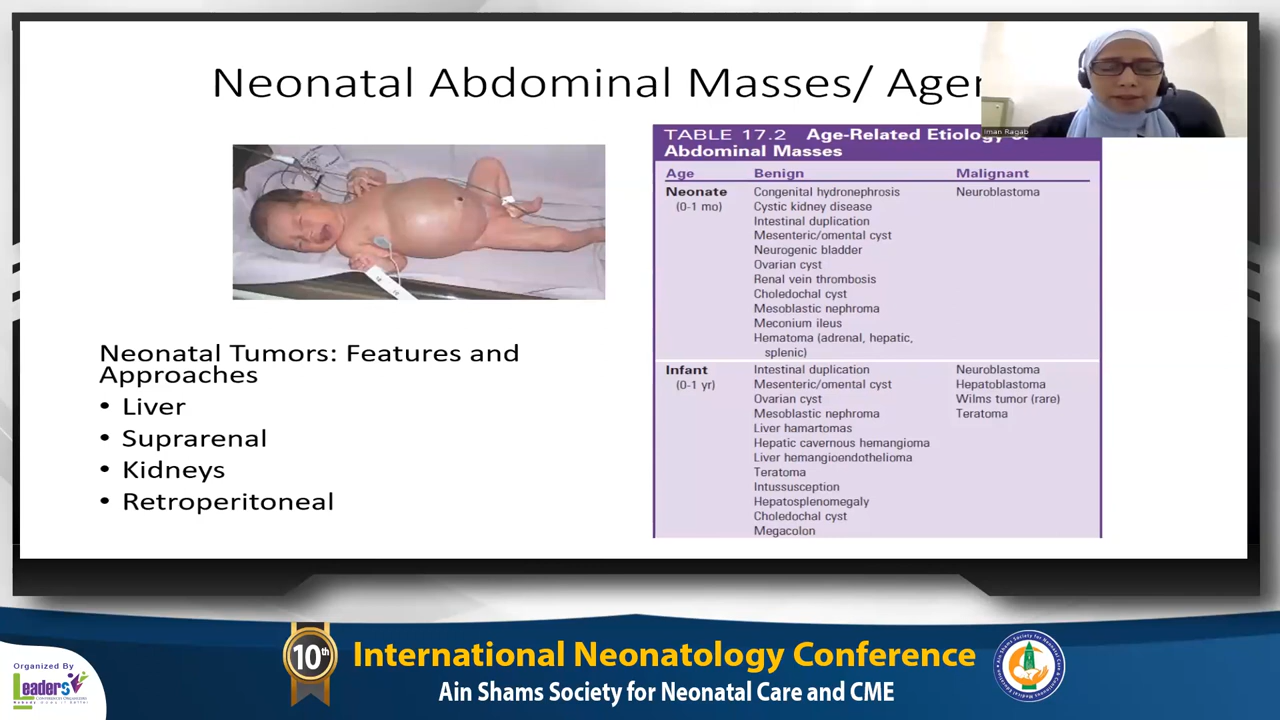 Neonatal Abdominal Masses/
Iman Ragab
TABLE 17.2 Age-Related Etiology
Abdominal Masses
Age Benign Malignant
Neonate Congenital hydronephrosis Neuroblastoma
(0-1 mo) Cystic kidney disease
Intestinal duplication
Mesenteric/omental cyst
Neurogenic bladder
Ovarian cyst
Renal vein thrombosis
Choledochal cyst
Mesoblastic nephroma
Meconium ileus
Hematoma (adrenal, hepatic,
splenic)
Infant Intestinal duplication Neuroblastoma
(0-1 yr) Mesenteric/omental cyst Hepatoblastoma
Ovarian cyst Wilms tumor (rare)
Mesoblastic nephroma Teratoma
Liver hamartomas
Hepatic cavernous hemangioma
Liver hemangioendothelioma
Teratoma
Intussusception
Hepatosplenomegaly
Choledochal cyst
Megacolon
Neonatal Tumors: Features and
Approaches
• Liver
• Suprarenal
• Kidneys
• Retroperitoneal
Organized By
Leaders
10th
International Neonatology Conference
Ain Shams Society for Neonatal Care and CME